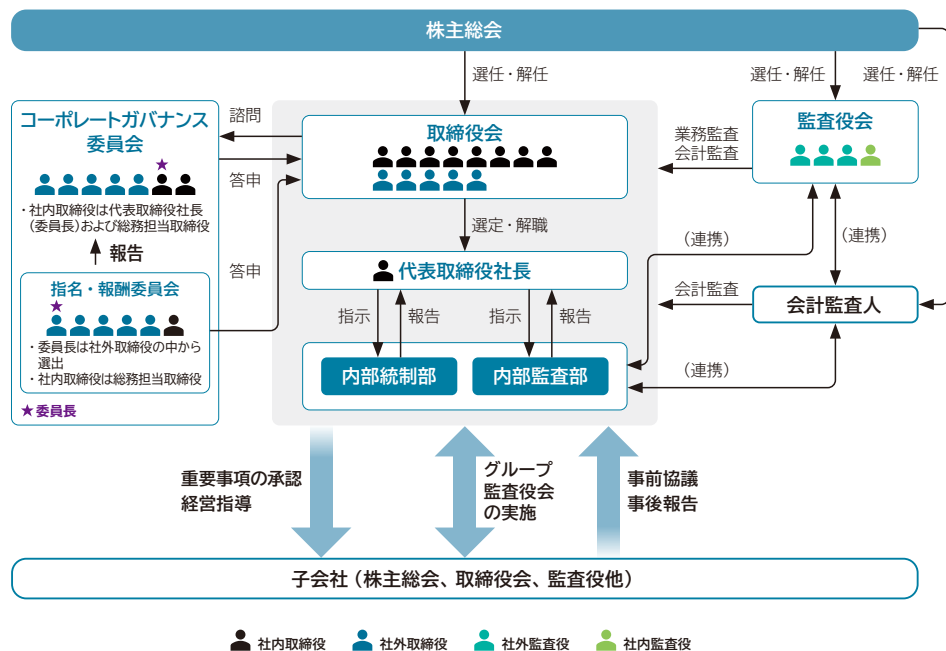 株主総会
選任・解任
選任・解任
選任・解任
コーポレートガバナンス
委員会
★
・社内取締役は代表取締役社長
（委員長）および総務担当取締役
報告
指名・報酬委員会
★
・委員長は社外取締役の中から
選出
・社内取締役は総務担当取締役
★委員長
諮問
答申
答申
取締役会
選定・解職
代表取締役社長
指示
報告
指示
報告
内部統制部
内部監査部
業務監査
会計監査
監査役会
（連携）
（連携）
会計監査
会計監査人
（連携）
重要事項の承認
経営指導
グループ
監査役会
の実施
事前協議
事後報告
子会社（株主総会、取締役会、監査役他）
社内取締役
社外取締役
社外監査役
社内監査役